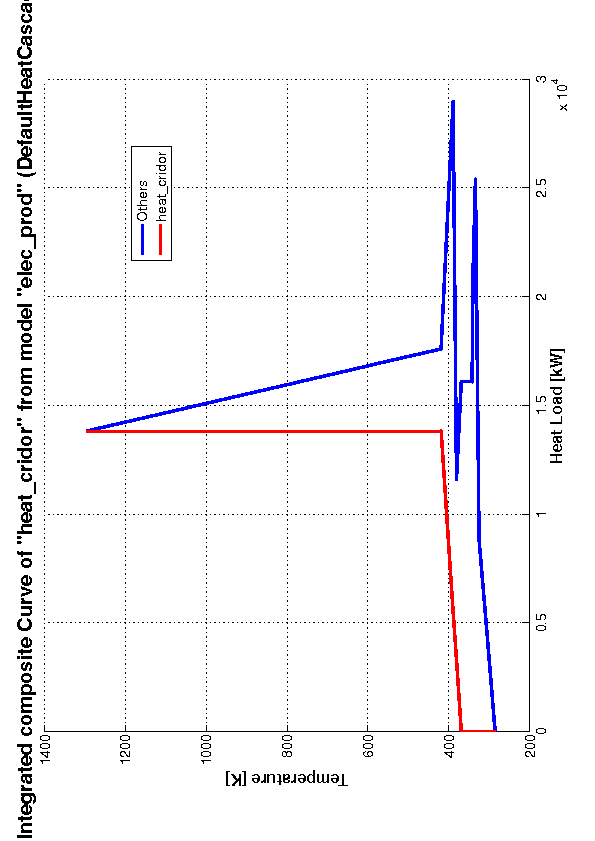 Integrated composite Curve of "heat_cridor" from model "elec_prod" (DefaultHeatCasca
1400
1200
1000
800
600
400
200
Temperature [K]
Others
heat_cridor
0
0.5
1
1.5
2
2.5
3
x 10^4
Heat Load [kW]